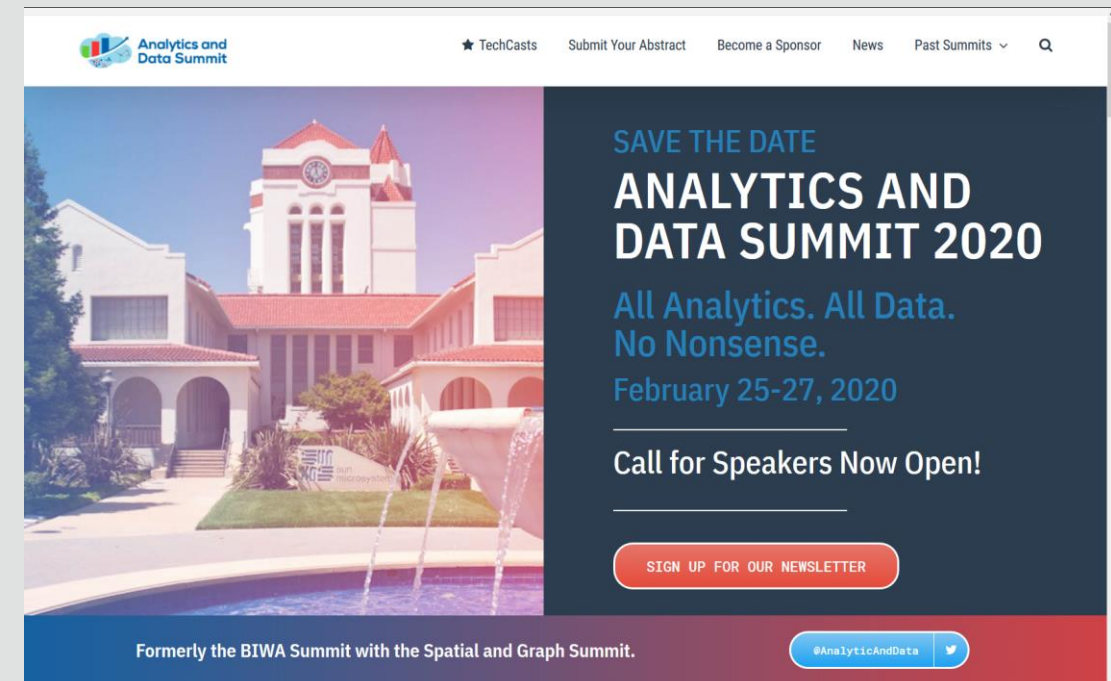 Analytics and
Data Summit
TechCasts Submit Your Abstract Become a Sponsor News Past Summits
SAVE THE DATE
ANALYTICS AND
DATA SUMMIT 2020
All Analytics. All Data.
No Nonsense.
February 25-27, 2020
Call for Speakers Now Open!
SIGN UP FOR OUR NEWSLETTER
sun
microsystems
Formerly the BIWA Summit with the Spatial and Graph Summit.
@AnalyticAndData